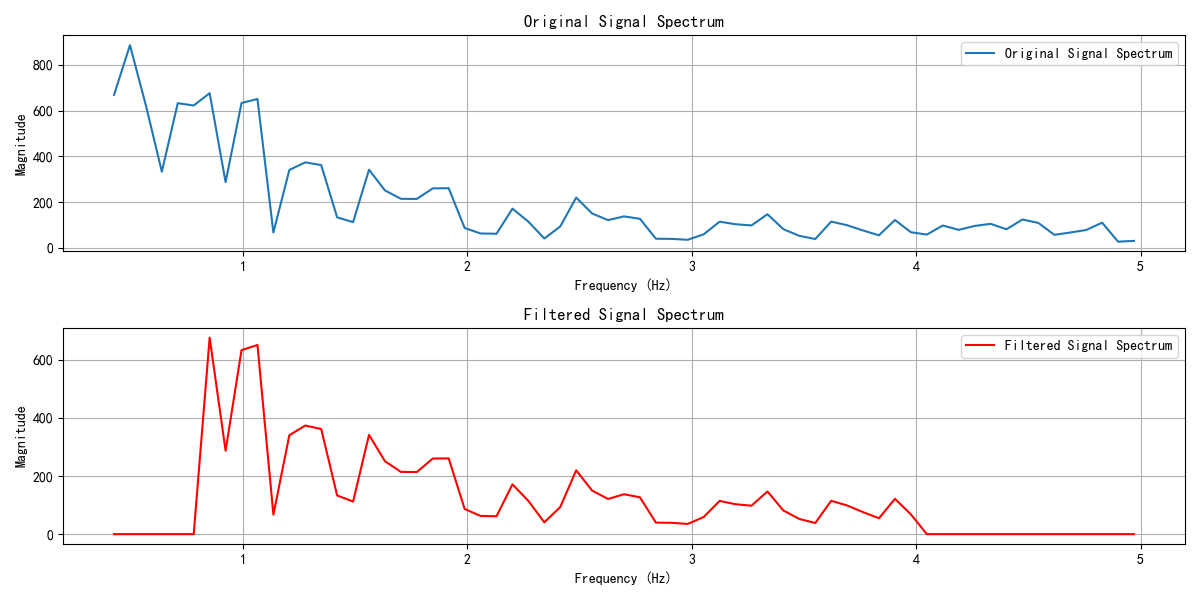 Original Signal Spectrum
Original Signal Spectrum
800
600
400
200
0
Magnitude
1 2 3 4 5
Frequency (Hz)
Filtered Signal Spectrum
Filtered Signal Spectrum
600
400
200
0
Magnitude
1 2 3 4 5
Frequency (Hz)